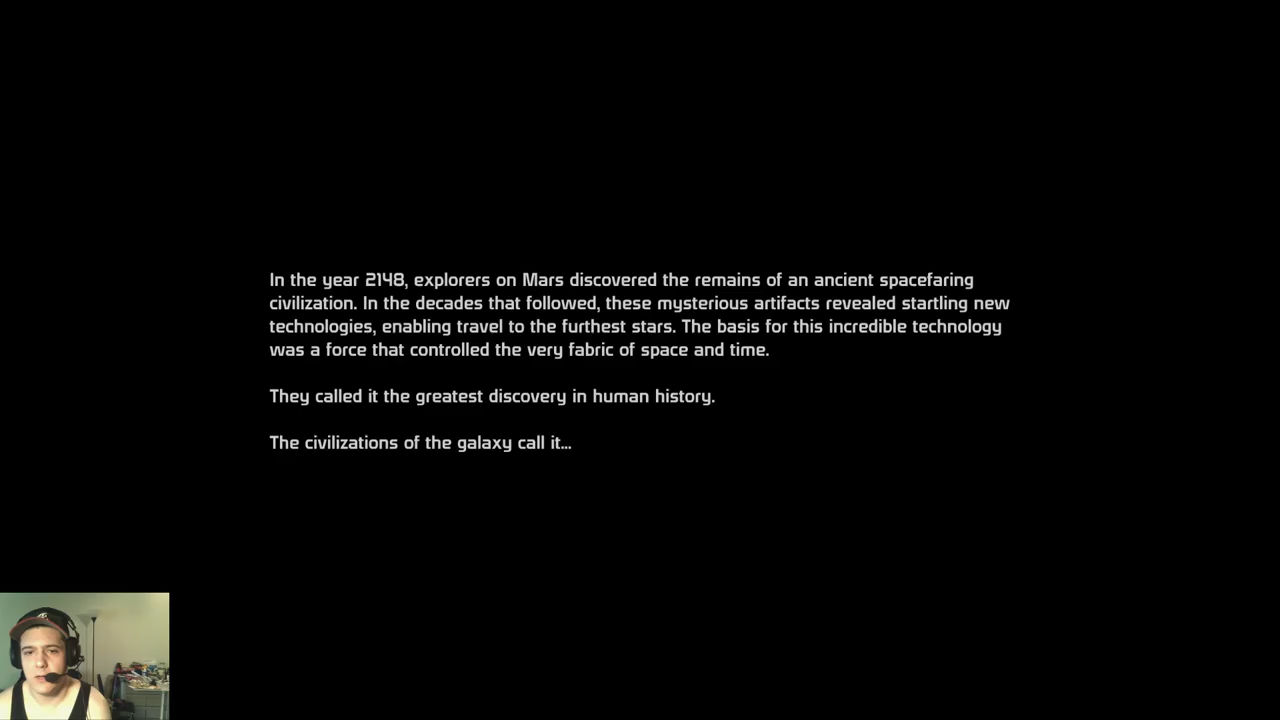 In the year 2148, explorers on Mars discovered the remains of an ancient spacefaring
civilization. In the decades that followed, these mysterious artifacts revealed startling new
technologies, enabling travel to the furthest stars. The basis for this incredible technology
was a force that controlled the very fabric of space and time.
They called it the greatest discovery in human history.
The civilizations of the galaxy call it...